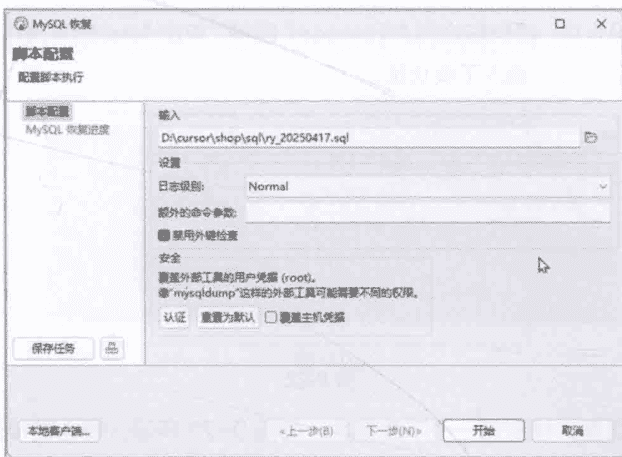 MySQL 恢复
脚本配置
配置脚本执行
脚本配置
MySQL 恢复进度
输入
D:\cursor\shop\sql\ry_20250417.sql
设置
日志级别:
Normal
额外的命令参数:
禁用外键检查
安全
覆盖外部工具的用户凭据 (root)。
像"mysqldump"这样的外部工具可能需要不同的权限。
认证
重置为默认
覆盖主机凭据
保存任务
本地客户端...
<上一步(B)
下一步(N)>
开始
取消